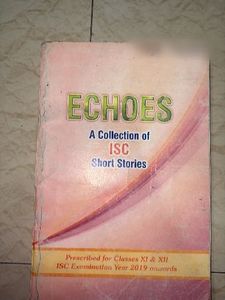 ECHOES
A Collection of
ISC
Short Stories
Prescribed for Classes XI & XII
ISC Examination Year 2019 onwards